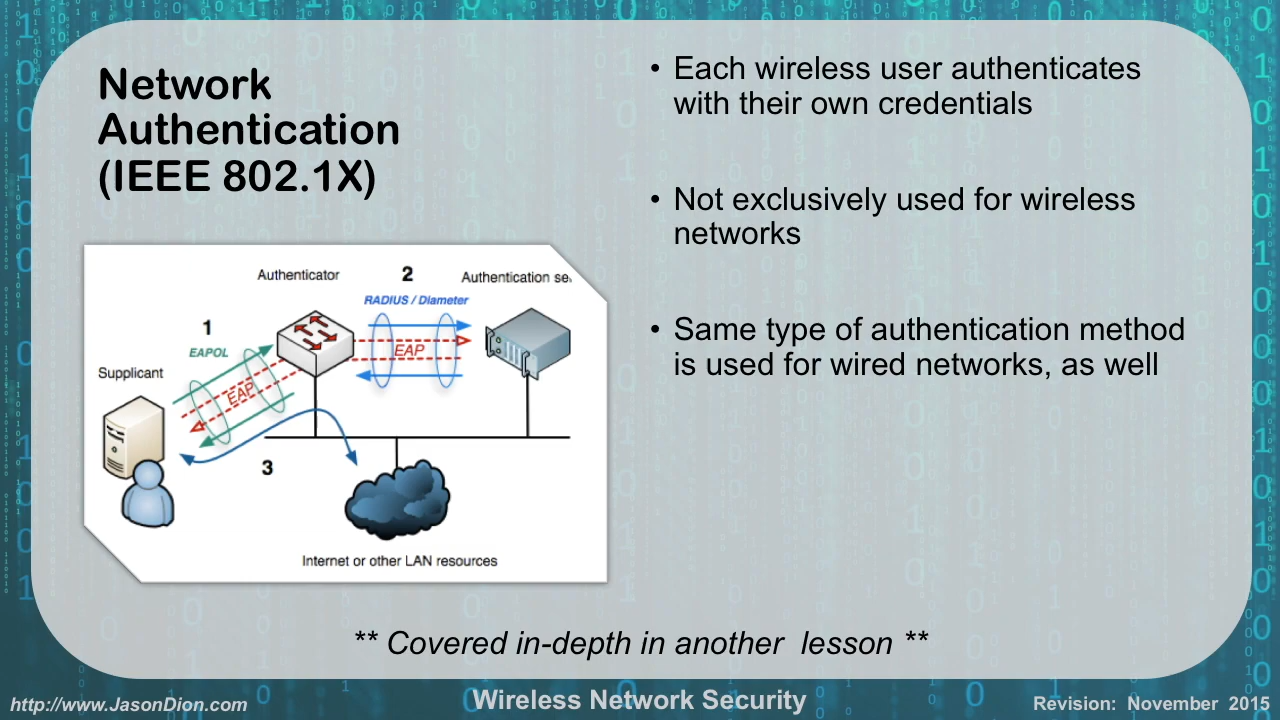 Network
Authentication
(IEEE 802.1X)
• Each wireless user authenticates
with their own credentials
• Not exclusively used for wireless
networks
• Same type of authentication method
is used for wired networks, as well
Authenticator
2
Authentication
RADIUS / Diameter
1
EAPOL
EAP
Supplicant
EAP
3
Internet or other LAN resources
** Covered in-depth in another lesson **
http://www.JasonDion.com
Wireless Network Security
Revision: November 2015